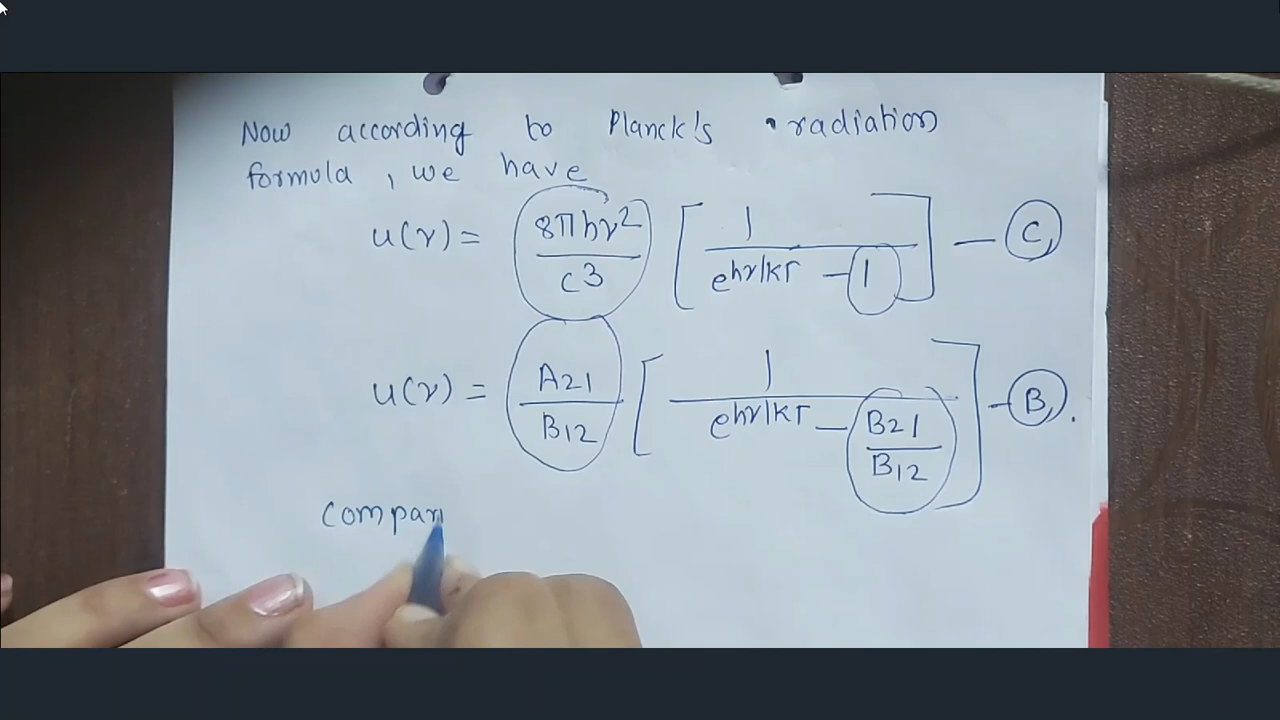 Now according to Planck's radiation
formula, we have
u(ν) = 8πhν²/c³ [1/(e^hν/kT − 1)] — C,
u(ν) = A21/B12 [1/(e^hν/kT − B21/B12)] — B, .
compar